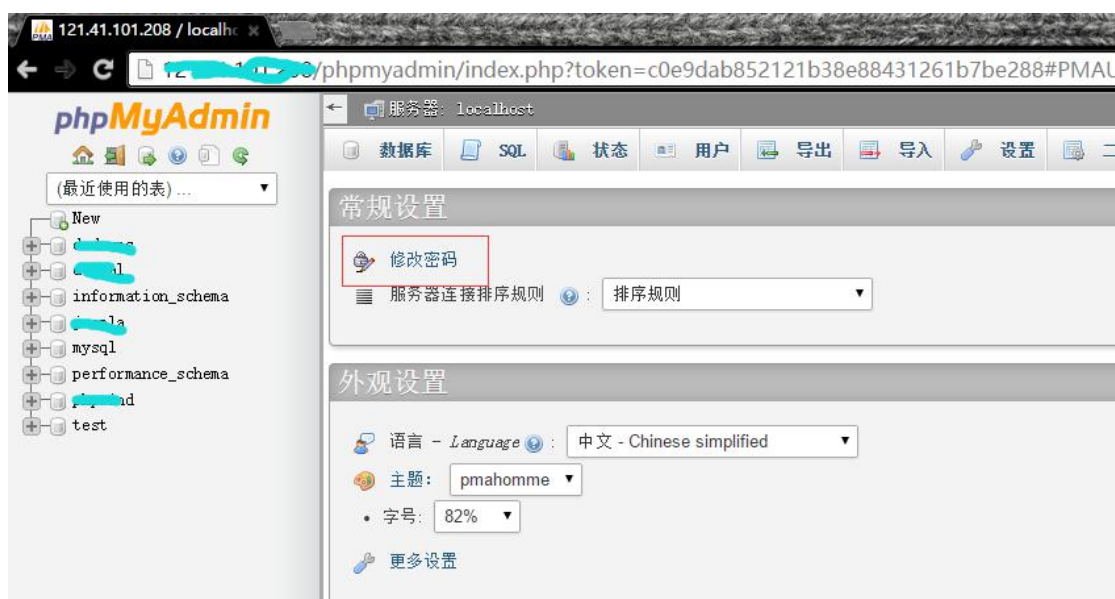 121.41.101.208 / localh
/phpmyadmin/index.php?token=c0e9dab852121b38e88431261b7be288#PMAU
phpMyAdmin
(最近使用的表) ...
New
information_schema
mysql
performance_schema
test
服务器: localhost
数据库 SQL 状态 用户 导出 导入 设置 二
常规设置
修改密码
服务器连接排序规则 : 排序规则
外观设置
语言 - Language : 中文 - Chinese simplified
主题: pmahomme
• 字号: 82%
更多设置